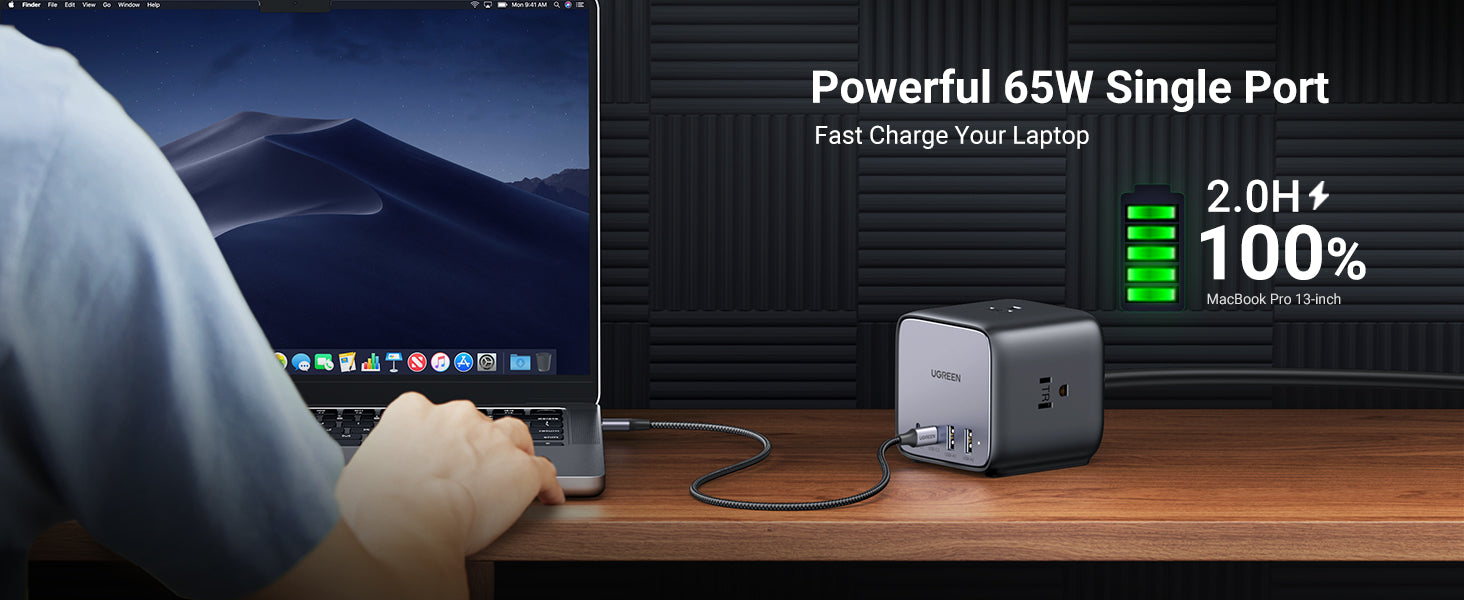 Finder File Edit View Go Window Help
Mon 9:41 AM
Powerful 65W Single Port
Fast Charge Your Laptop
2.0H
100%
MacBook Pro 13-inch
UGREEN
TR
UGREEN